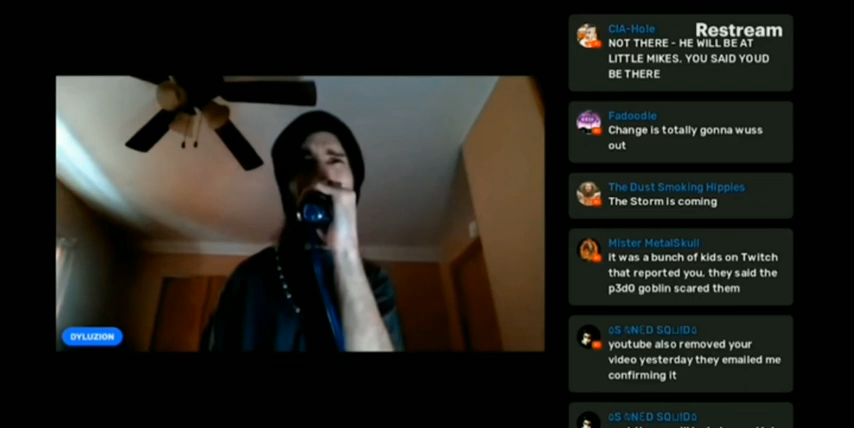 Restream
CIA-Hole
NOT THERE - HE WILL BE AT
LITTLE MIKES. YOU SAID YOUD
BE THERE
Fadoodle
Change is totally gonna wuss
out
The Dust Smoking Hippies
The Storm is coming
Mister MetalSkull
it was a bunch of kids on Twitch
that reported you, they said the
p3d0 goblin scared them
youtube also removed your
video yesterday they emailed me
confirming it
DYLUZION